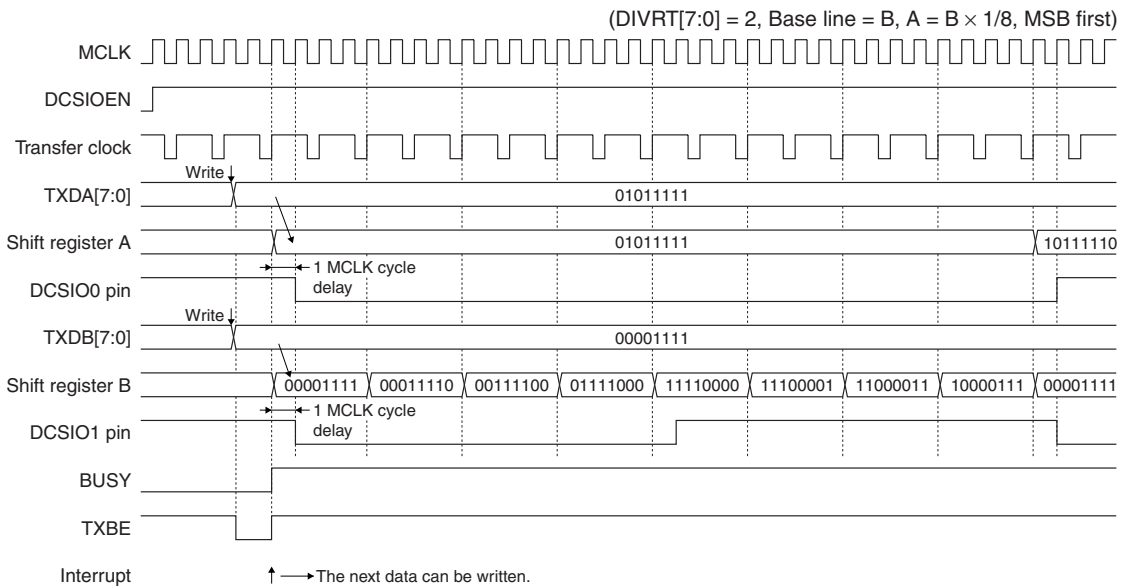 (DIVRT[7:0] = 2, Base line = B, A = B × 1/8, MSB first)
MCLK
DCSIOEN
Transfer clock
Write
TXDA[7:0] 01011111
Shift register A 01011111 10111110
1 MCLK cycle
delay
DCSIO0 pin
Write
TXDB[7:0] 00001111
Shift register B 00001111 00011110 00111100 01111000 11110000 11100001 11000011 10000111 00001111
1 MCLK cycle
delay
DCSIO1 pin
BUSY
TXBE
Interrupt The next data can be written.